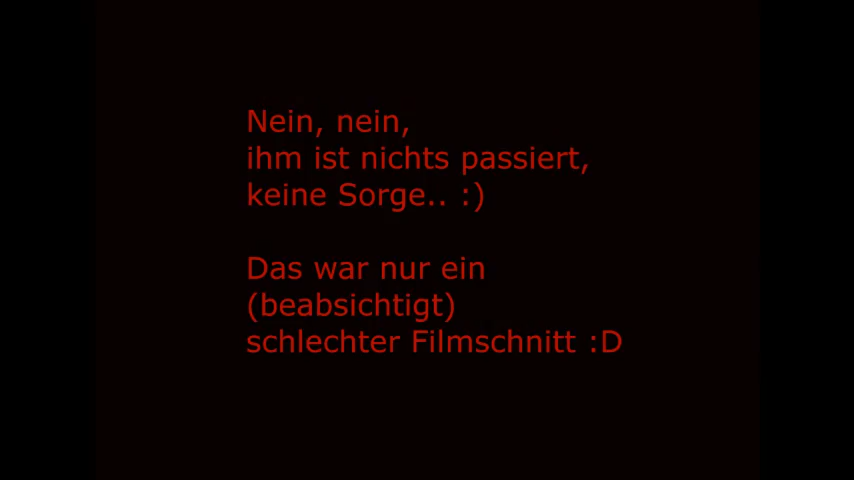 Nein, nein,
ihm ist nichts passiert,
keine Sorge.. :)
Das war nur ein
(beabsichtigt)
schlechter Filmschnitt :D